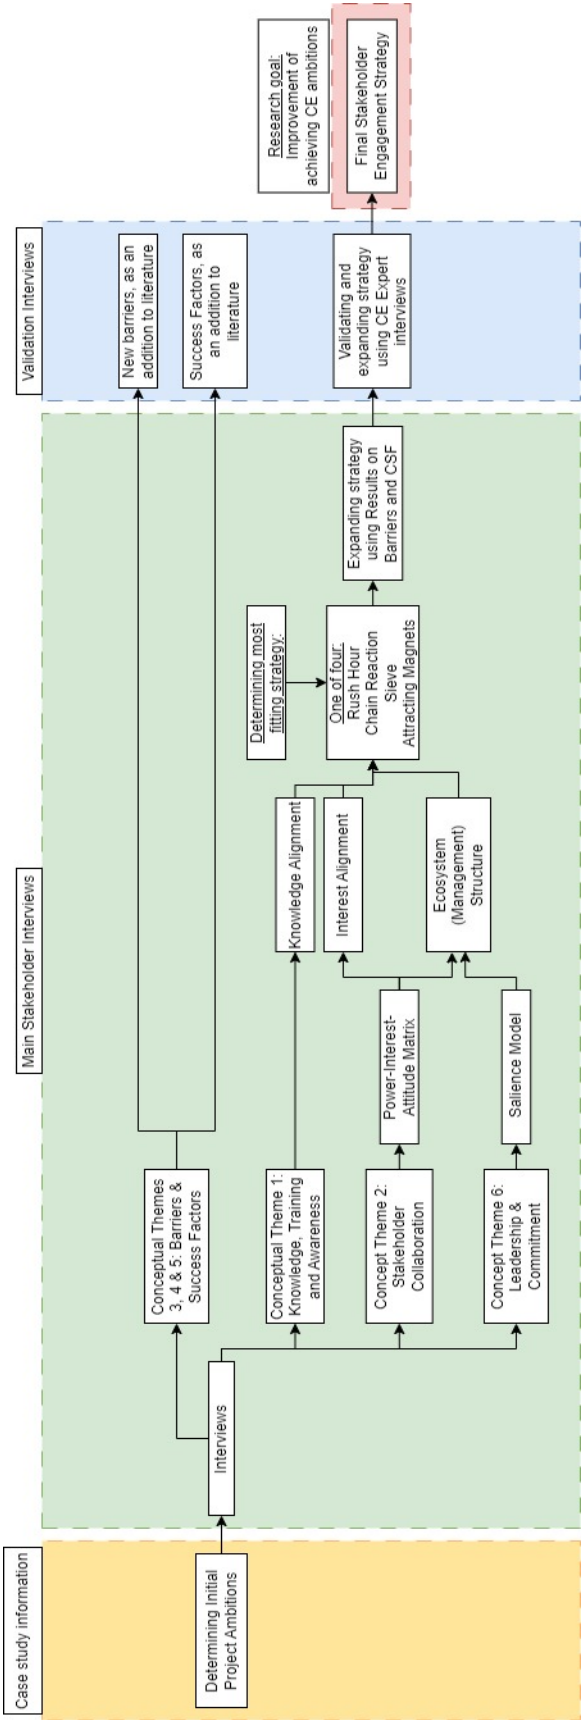 Case study information
Determining Initial
Project Ambitions
Main Stakeholder Interviews
Interviews
Conceptual Themes
3, 4 & 5: Barriers &
Success Factors
Conceptual Theme 1:
Knowledge, Training
and Awareness
Concept Theme 2:
Stakeholder
Collaboration
Concept Theme 6:
Leadership &
Commitment
Power-Interest-
Attitude Matrix
Salience Model
Knowledge Alignment
Interest Alignment
Ecosystem
(Management)
Structure
Determining most
fitting strategy:
One of four:
Rush Hour
Chain Reaction
Sieve
Attracting Magnets
Expanding strategy
using Results on
Barriers and CSF
Validation Interviews
New barriers, as an
addition to literature
Success Factors, as
an addition to
literature
Validating and
expanding strategy
using CE Expert
interviews
Research goal:
Improvement of
achieving CE ambitions
Final Stakeholder
Engagement Strategy